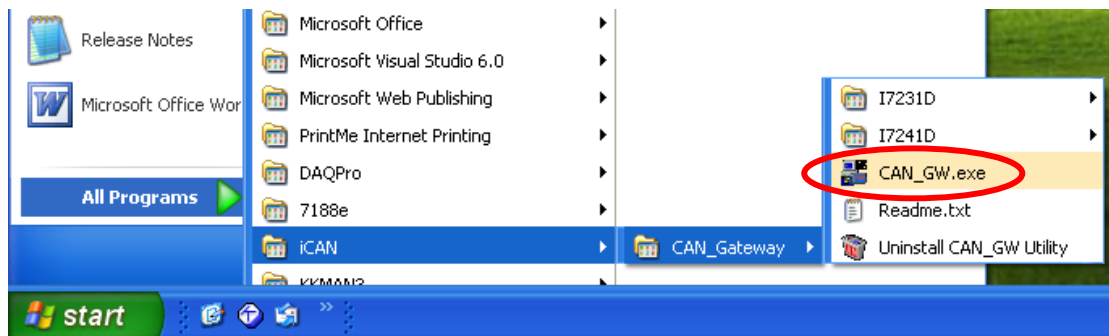 Release Notes
Microsoft Office Wor
All Programs
Microsoft Office
Microsoft Visual Studio 6.0
Microsoft Web Publishing
PrintMe Internet Printing
DAQPro
7188e
iCAN
KKMAN3
CAN_Gateway
I7231D
I7241D
CAN_GW.exe
Readme.txt
Uninstall CAN_GW Utility
start